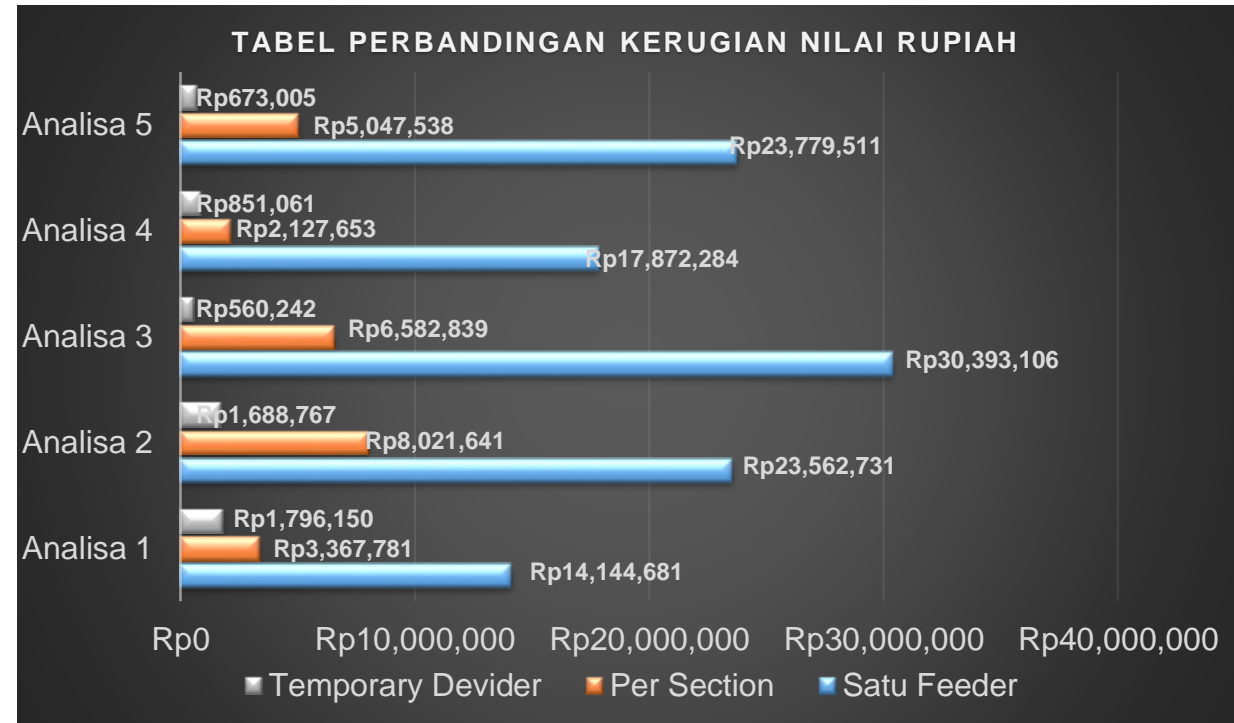 TABEL PERBANDINGAN KERUGIAN NILAI RUPIAH
Rp673,005
Analisa 5
Rp5,047,538
Rp23,779,511
Rp851,061
Analisa 4
Rp2,127,653
Rp17,872,284
Rp560,242
Analisa 3
Rp6,582,839
Rp30,393,106
Rp1,688,767
Analisa 2
Rp8,021,641
Rp23,562,731
Rp1,796,150
Analisa 1
Rp3,367,781
Rp14,144,681
Rp0 Rp10,000,000 Rp20,000,000 Rp30,000,000 Rp40,000,000
Temporary Devider Per Section Satu Feeder